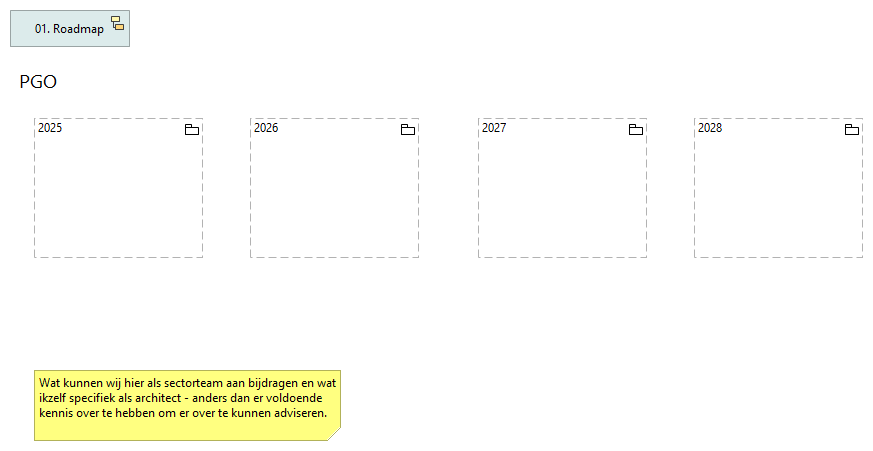 01. Roadmap
PGO
2025
2026
2027
2028
Wat kunnen wij hier als sectorteam aan bijdragen en wat
ikzelf specifiek als architect - anders dan er voldoende
kennis over te hebben om er over te kunnen adviseren.